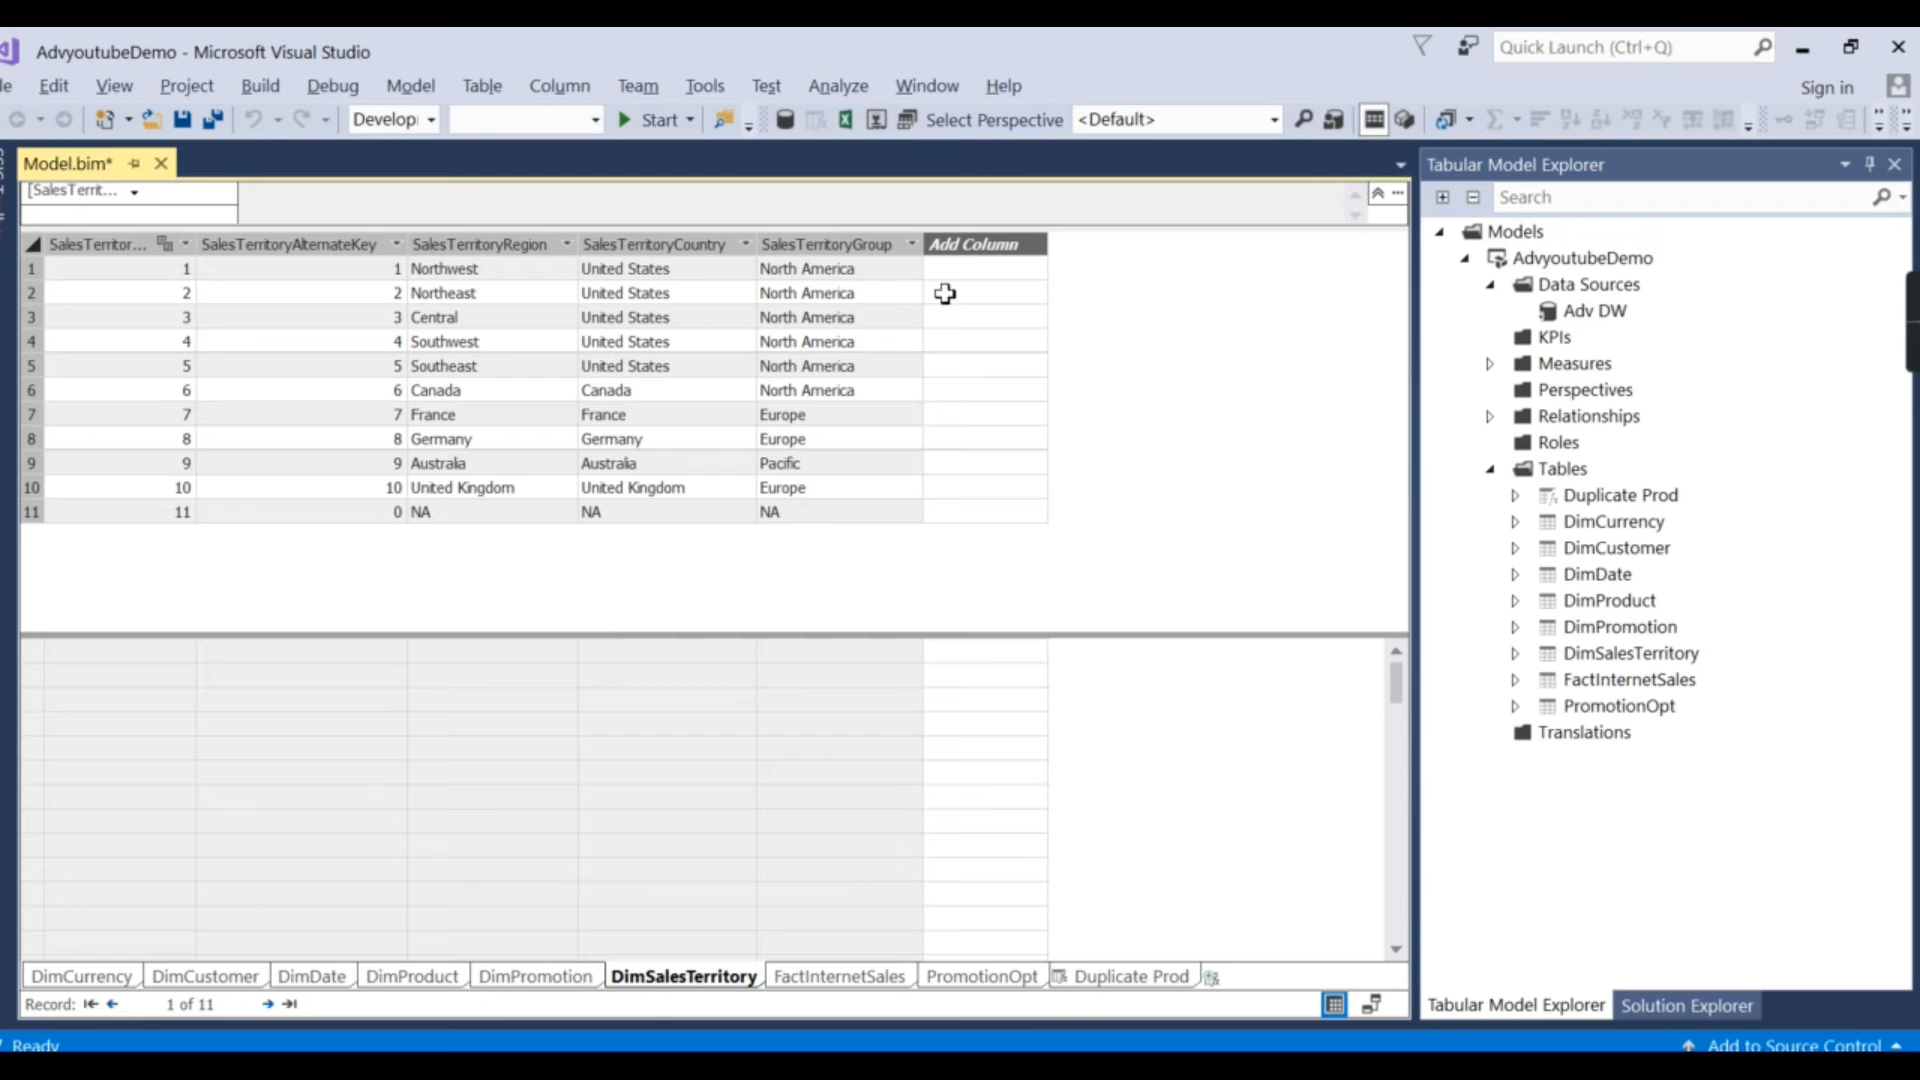 AdvyoutubeDemo - Microsoft Visual Studio
Quick Launch (Ctrl+Q)
Edit View Project Build Debug Model Table Column Team Tools Test Analyze Window Help
Sign in
Develop Start Select Perspective <Default>
Model.bim*
[SalesTerrit...
SalesTerritor... SalesTerritoryAlternateKey SalesTerritoryRegion SalesTerritoryCountry SalesTerritoryGroup Add Column
1 1 1 Northwest United States North America
2 2 2 Northeast United States North America
3 3 3 Central United States North America
4 4 4 Southwest United States North America
5 5 5 Southeast United States North America
6 6 6 Canada Canada North America
7 7 7 France France Europe
8 8 8 Germany Germany Europe
9 9 9 Australia Australia Pacific
10 10 10 United Kingdom United Kingdom Europe
11 11 0 NA NA NA
DimCurrency DimCustomer DimDate DimProduct DimPromotion DimSalesTerritory FactInternetSales PromotionOpt Duplicate Prod
Record: 1 of 11
Tabular Model Explorer
Search
Models
AdvyoutubeDemo
Data Sources
Adv DW
KPIs
Measures
Perspectives
Relationships
Roles
Tables
Duplicate Prod
DimCurrency
DimCustomer
DimDate
DimProduct
DimPromotion
DimSalesTerritory
FactInternetSales
PromotionOpt
Translations
Tabular Model Explorer Solution Explorer
Ready
Add to Source Control